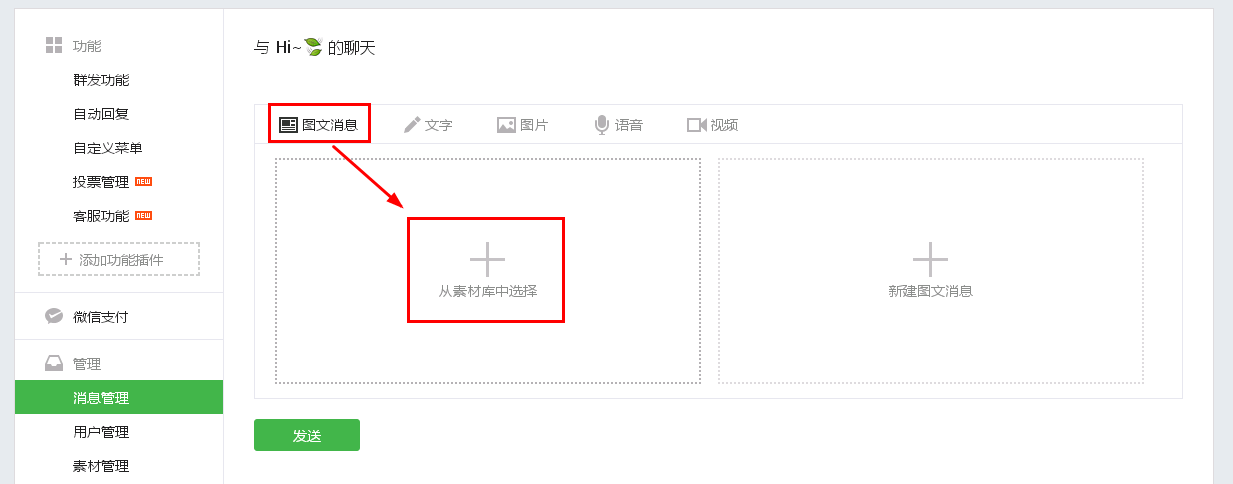 功能
群发功能
自动回复
自定义菜单
投票管理 NEW
客服功能 NEW
添加功能插件
微信支付
管理
消息管理
用户管理
素材管理
与 Hi~ 的聊天
图文消息 文字 图片 语音 视频
从素材库中选择
新建图文消息
发送